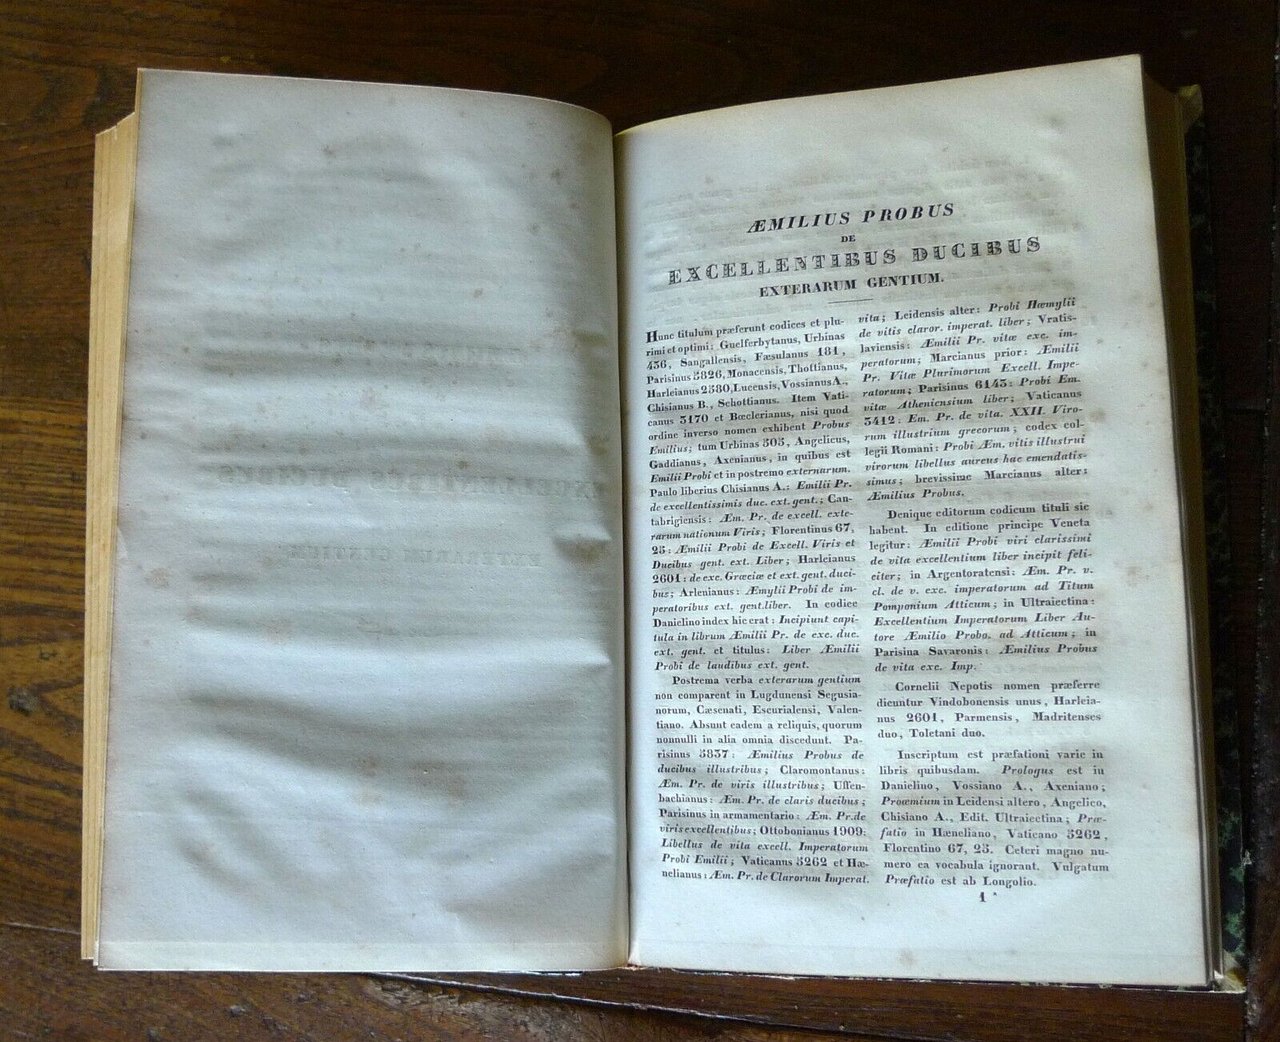 ÆMILIUS PROBUS
DE
EXCELLENTIBUS DUCIBUS
EXTERARUM GENTIUM.
Hunc titulum præferunt codices et plu-
rimi et optimi: Guelferbytanus, Urbinas
436, Sangallensis, Fæsulanus 181,
Parisinus 5826, Monacensis, Thottianus,
Harleianus 2580, Lucensis, Vossianus A.,
Chisianus B., Schottianus. Item Vati-
canus 3170 et Bœclerianus, nisi quod
ordine inverso nomen exhibent Probus
Emilius; tum Urbinas 303, Angelicus,
Gaddianus, Axenianus, in quibus est
Emilii Probi et in postremo externarum.
Paulo liberius Chisianus A.: Emilii Pr.
de excellentissimis duc. ext. gent.; Can-
tabrigiensis: Æm. Pr. de excell. exte-
rarum nationum Viris; Florentinus 67,
25: Æmilii Probi de Excell. Viris et
Ducibus gent. ext. Liber; Harleianus
2601: de exc. Græciæ et ext. gent. duci-
bus; Arlenianus: Æmylii Probi de im-
peratoribus ext. gent. liber. In codice
Danielino index hic erat: Incipiunt capi-
tula in librum Æmilii Pr. de exc. duc.
ext. gent. et titulus: Liber Æmilii
Probi de laudibus ext. gent.
Postrema verba exterarum gentium
non comparent in Lugdunensi Segusia-
norum, Cæsenati, Escurialensi, Valen-
tiano. Absunt eadem a reliquis, quorum
nonnulli in alia omnia discedunt. Pa-
risinus 5837: Æmilius Probus de
ducibus illustribus; Claromontanus:
Æm. Pr. de viris illustribus; Uffen-
bachianus: Æm. Pr. de claris ducibus;
Parisinus in armamentario: Æm. Pr. de
viris excellentibus; Ottobonianus 1909:
Libellus de vita excell. Imperatorum
Probi Emilii; Vaticanus 5262 et Hæ-
nelianus: Æm. Pr. de Clarorum Imperat.
vita; Leidensis alter: Probi Hœmylii
de vitis claror. imperat. liber; Vratis-
laviensis: Æmilii Pr. vitæ exc. im-
peratorum; Marcianus prior: Æmilii
Pr. Vitæ Plurimorum Excell. Impe-
ratorum; Parisinus 6143: Probi Em.
vitæ Atheniensium liber; Vaticanus
3412: Em. Pr. de vita. XXII. Viro-
rum illustrium grecorum; codex col-
legii Romani: Probi Æm. vitis illustrui
virorum libellus aureus hac emendatis-
simus; brevissime Marcianus alter:
Æmilius Probus.
Denique editorum codicum tituli sic
habent. In editione principe Veneta
legitur: Æmilii Probi viri clarissimi
de vita excellentium liber incipit feli-
citer; in Argentoratensi: Æm. Pr. v.
cl. de v. exc. imperatorum ad Titum
Pomponium Atticum; in Ultraiectina:
Excellentium Imperatorum Liber Au-
tore Æmilio Probo. ad Atticum; in
Parisina Savaronis: Æmilius Probus
de vita exc. Imp.
Cornelii Nepotis nomen præferre
dicuntur Vindobonensis unus, Harleia-
nus 2601, Parmensis, Madritenses
duo, Toletani duo.
Inscriptum est præfationi varie in
libris quibusdam. Prologus est in
Danielino, Vossiano A., Axeniano;
Proœmium in Leidensi altero, Angelico,
Chisiano A., Edit. Ultraiectina; Præ-
fatio in Hæneliano, Vaticano 5262,
Florentino 67, 25. Ceteri magno nu-
mero ea vocabula ignorant. Vulgatum
Præfatio est ab Longolio.
1 *